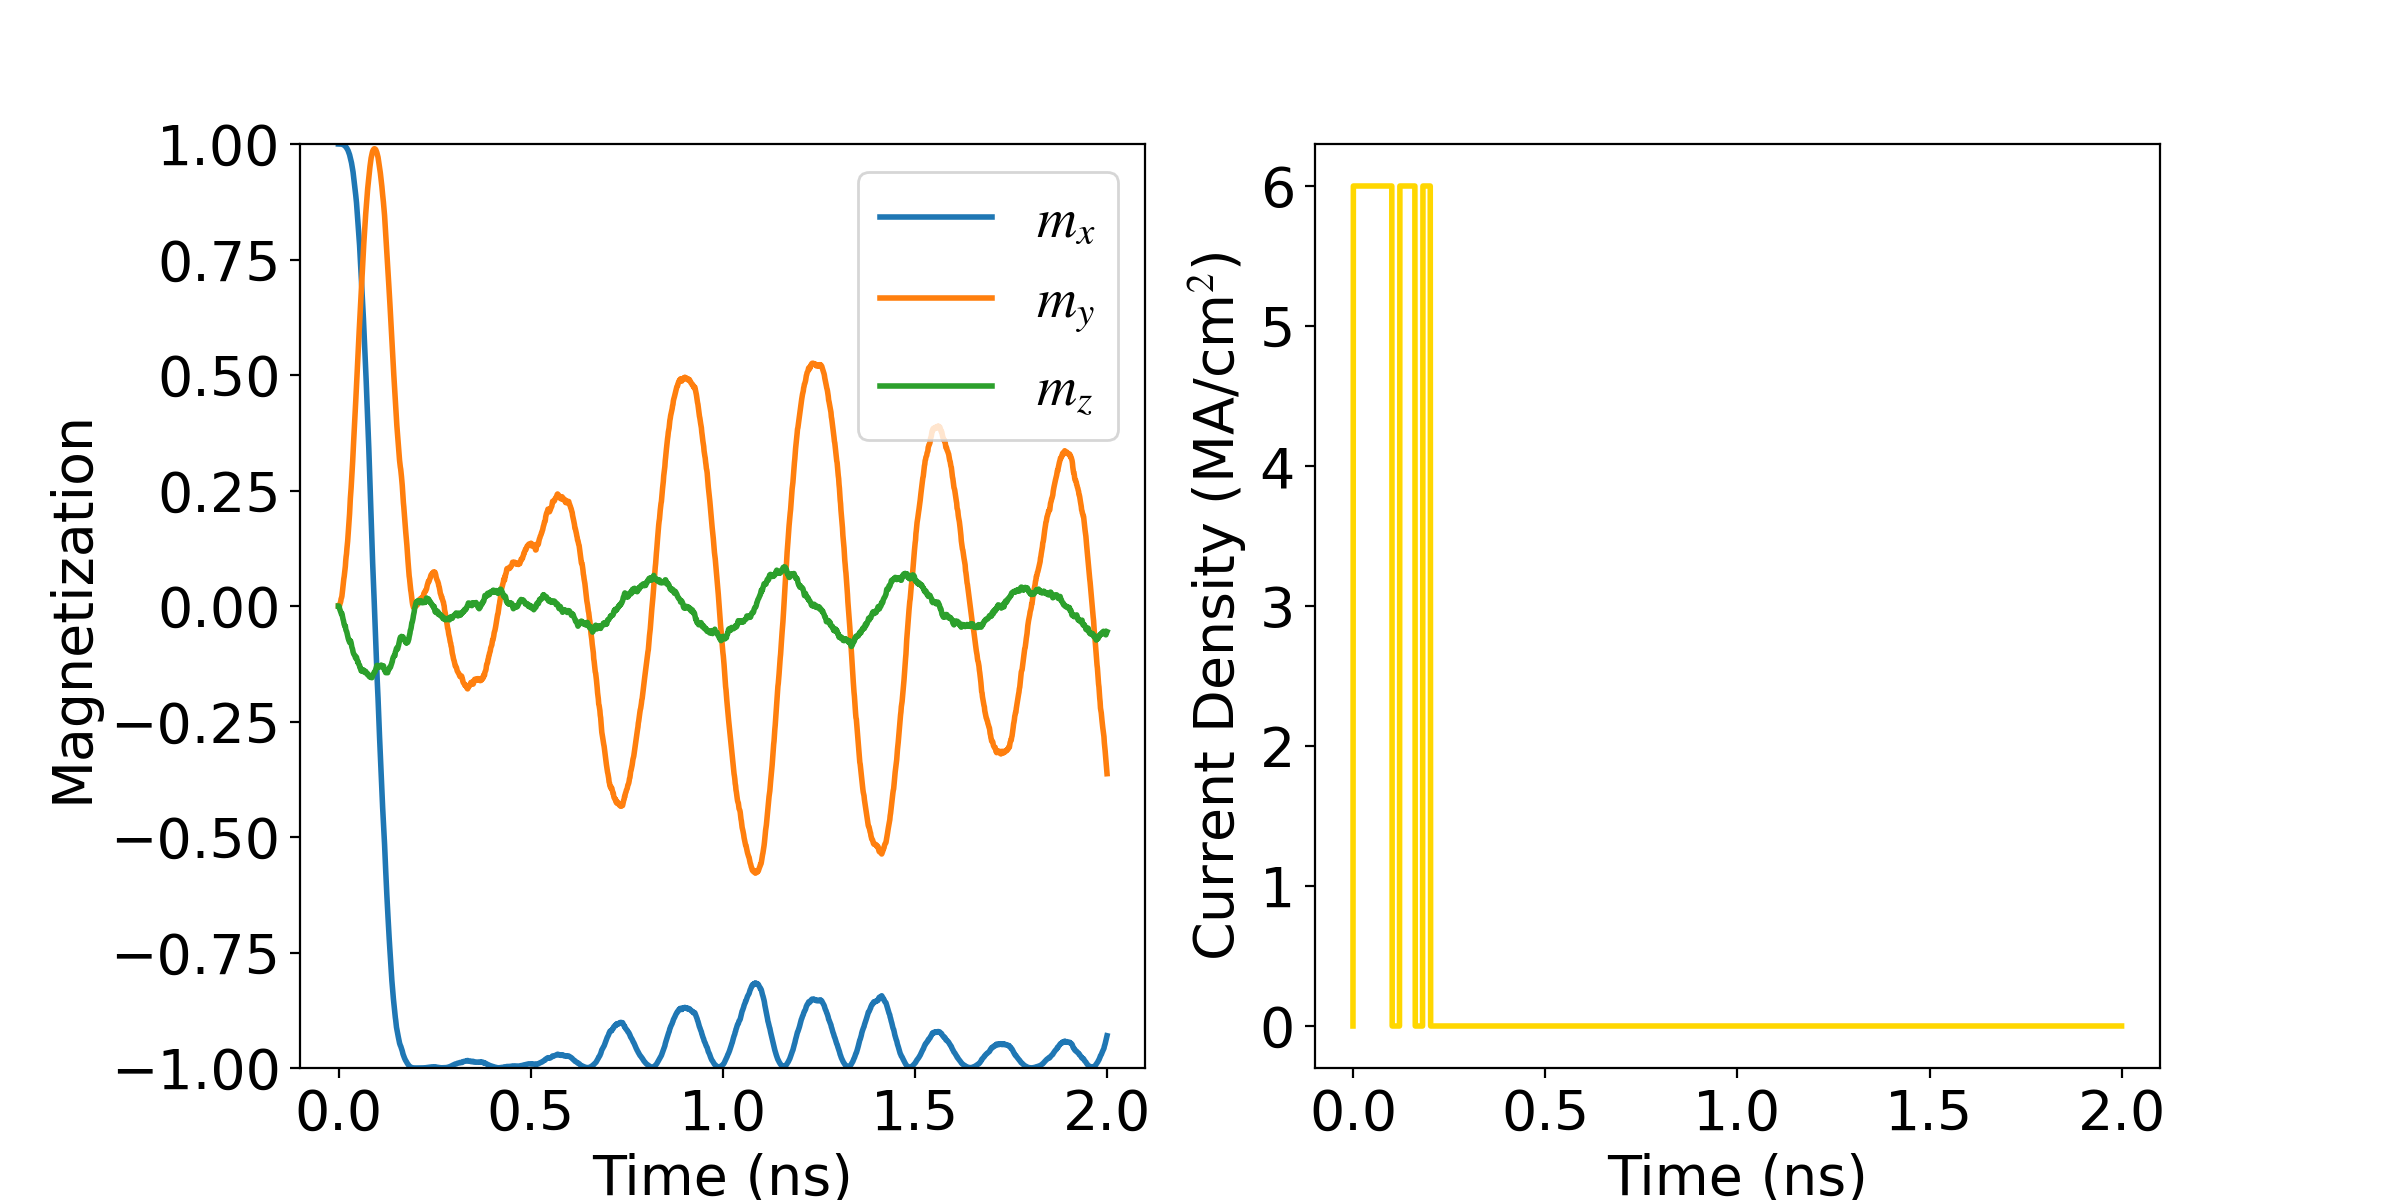 1.00
0.75
0.50
0.25
0.00
−0.25
−0.50
−0.75
−1.00
Magnetization
0.0 0.5 1.0 1.5 2.0
Time (ns)
m_x
m_y
m_z
6
5
4
3
2
1
0
Current Density (MA/cm²)
0.0 0.5 1.0 1.5 2.0
Time (ns)